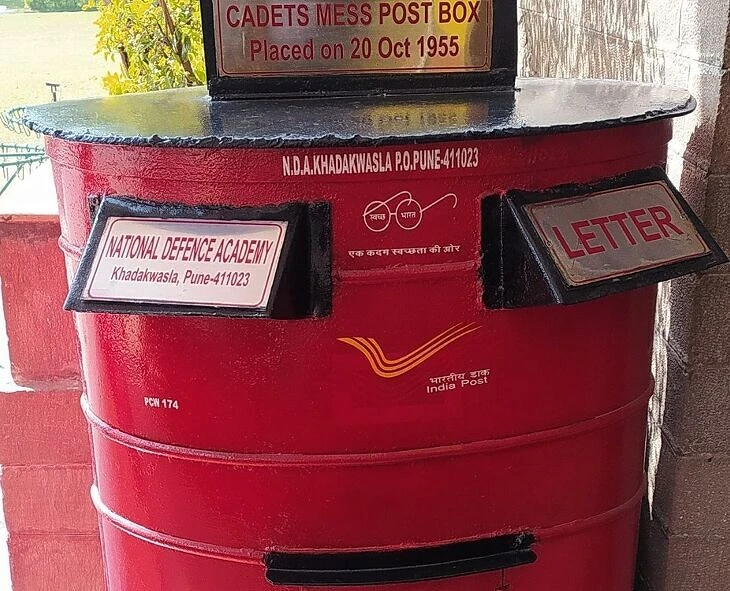 CADETS MESS POST BOX
Placed on 20 Oct 1955
N.D.A.KHADAKWASLA P.O.PUNE-411023
NATIONAL DEFENCE ACADEMY
Khadakwasla, Pune-411023
स्वच्छ भारत
एक कदम स्वच्छता की ओर
LETTER
भारतीय डाक
India Post
PCW 174